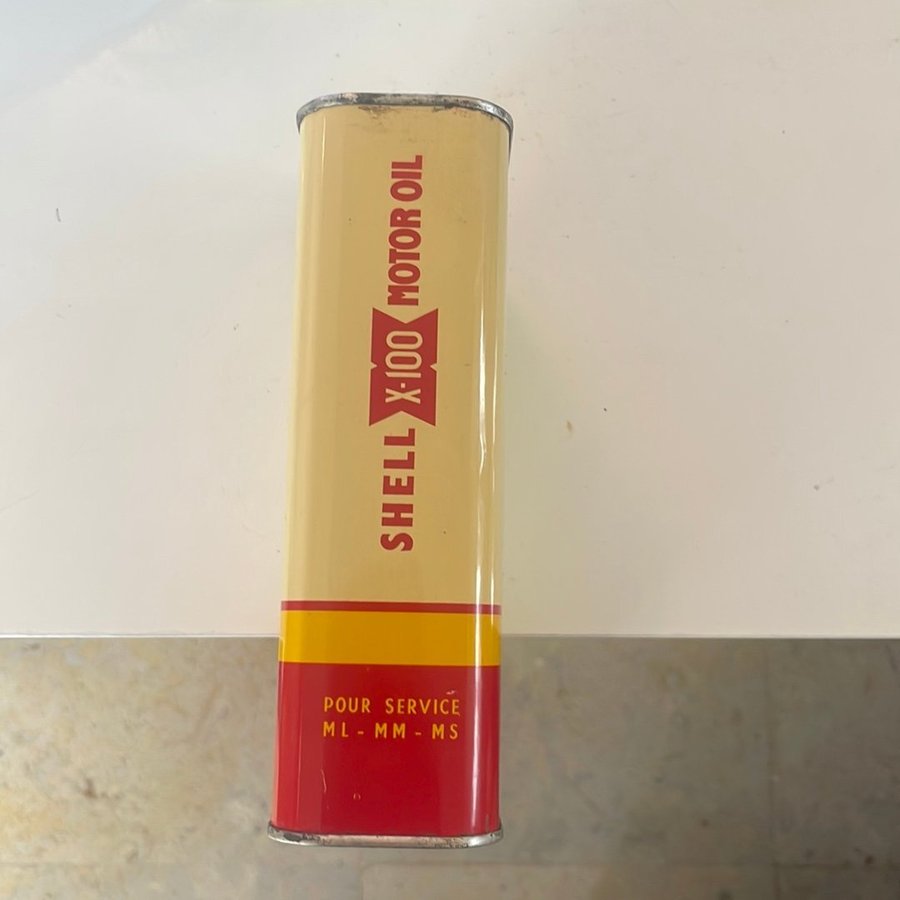 SHELL X-100 MOTOR OIL
POUR SERVICE
ML - MM - MS